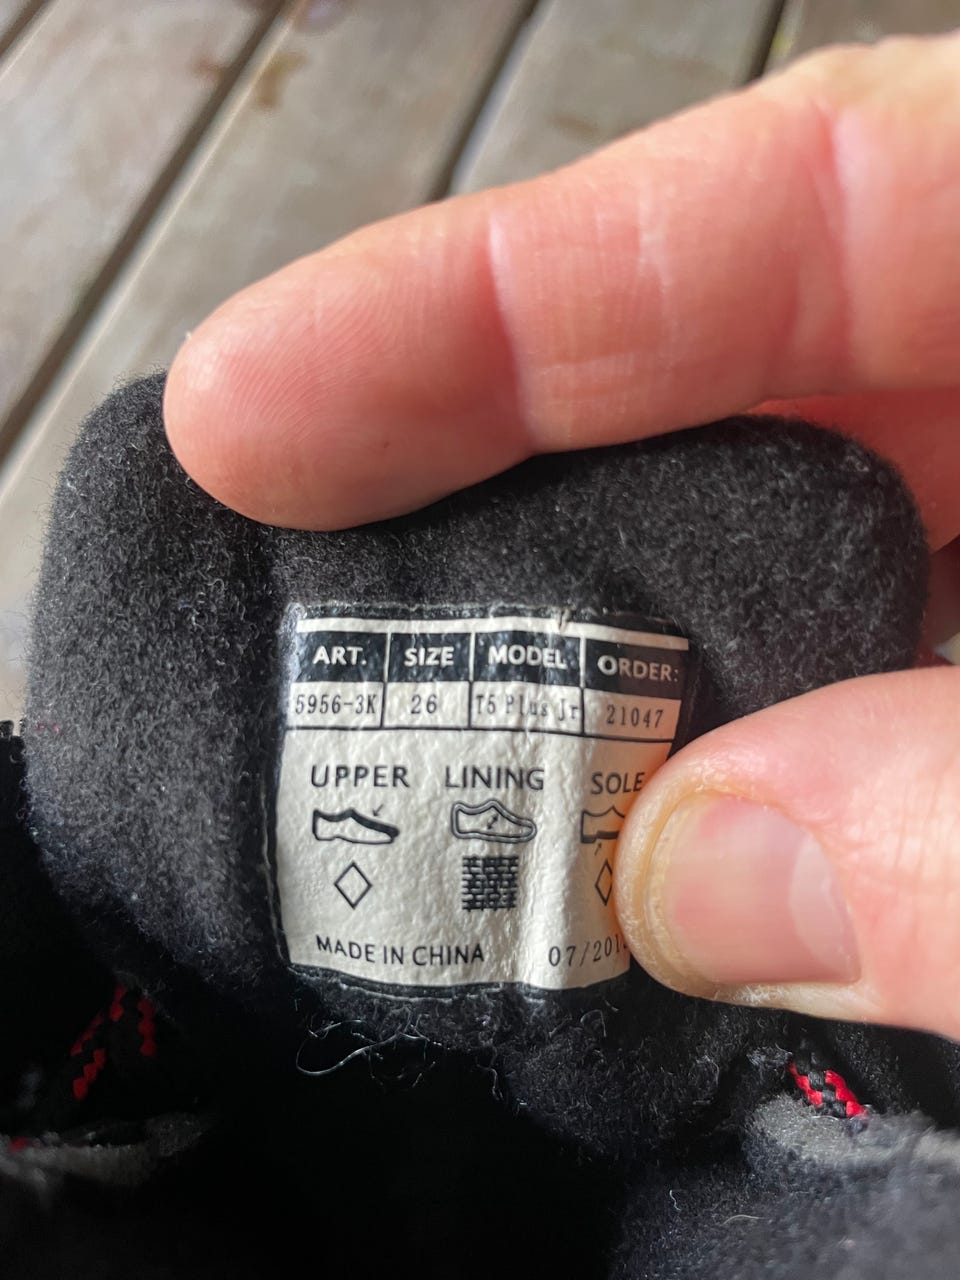 ART. SIZE MODEL ORDER:
5956-3K 26 T5 Plus Jr 21047
UPPER LINING SOLE
MADE IN CHINA